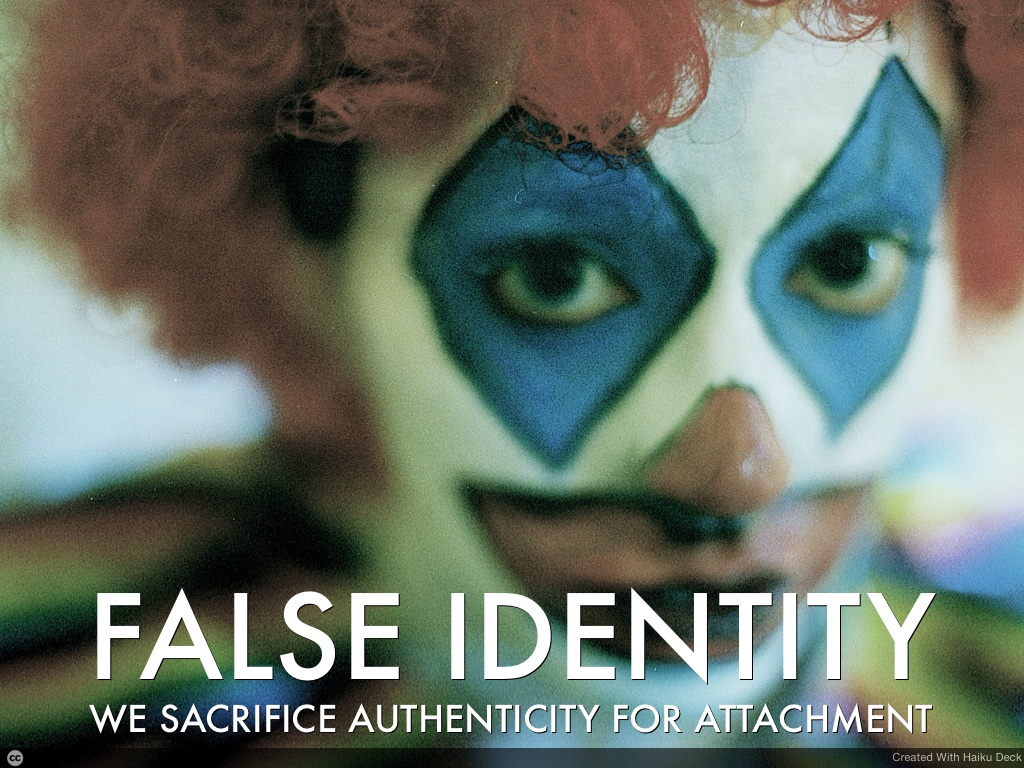 FALSE IDENTITY
WE SACRIFICE AUTHENTICITY FOR ATTACHMENT
cc
Created With Haiku Deck